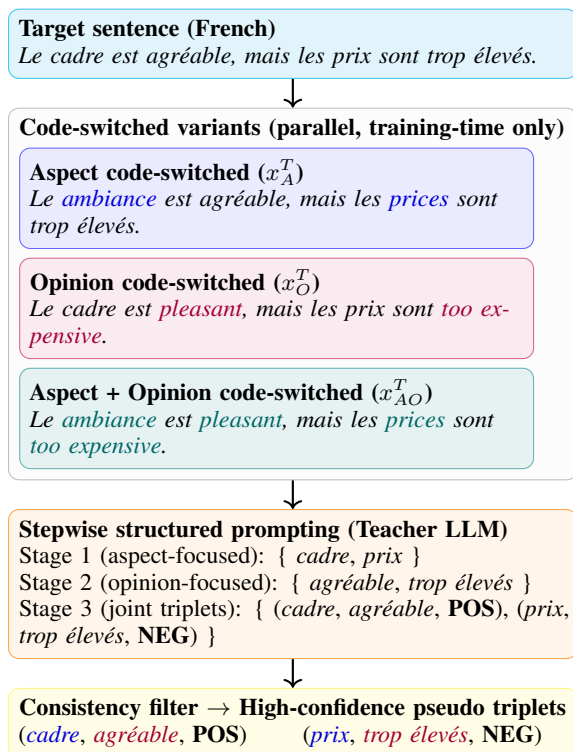 Target sentence (French)
Le cadre est agréable, mais les prix sont trop élevés.
Code-switched variants (parallel, training-time only)
Aspect code-switched (x_A^T)
Le ambiance est agréable, mais les prices sont
trop élevés.
Opinion code-switched (x_O^T)
Le cadre est pleasant, mais les prix sont too ex-
pensive.
Aspect + Opinion code-switched (x_{AO}^T)
Le ambiance est pleasant, mais les prices sont
too expensive.
Stepwise structured prompting (Teacher LLM)
Stage 1 (aspect-focused): { cadre, prix }
Stage 2 (opinion-focused): { agréable, trop élevés }
Stage 3 (joint triplets): { (cadre, agréable, POS), (prix,
trop élevés, NEG) }
Consistency filter → High-confidence pseudo triplets
(cadre, agréable, POS) (prix, trop élevés, NEG)